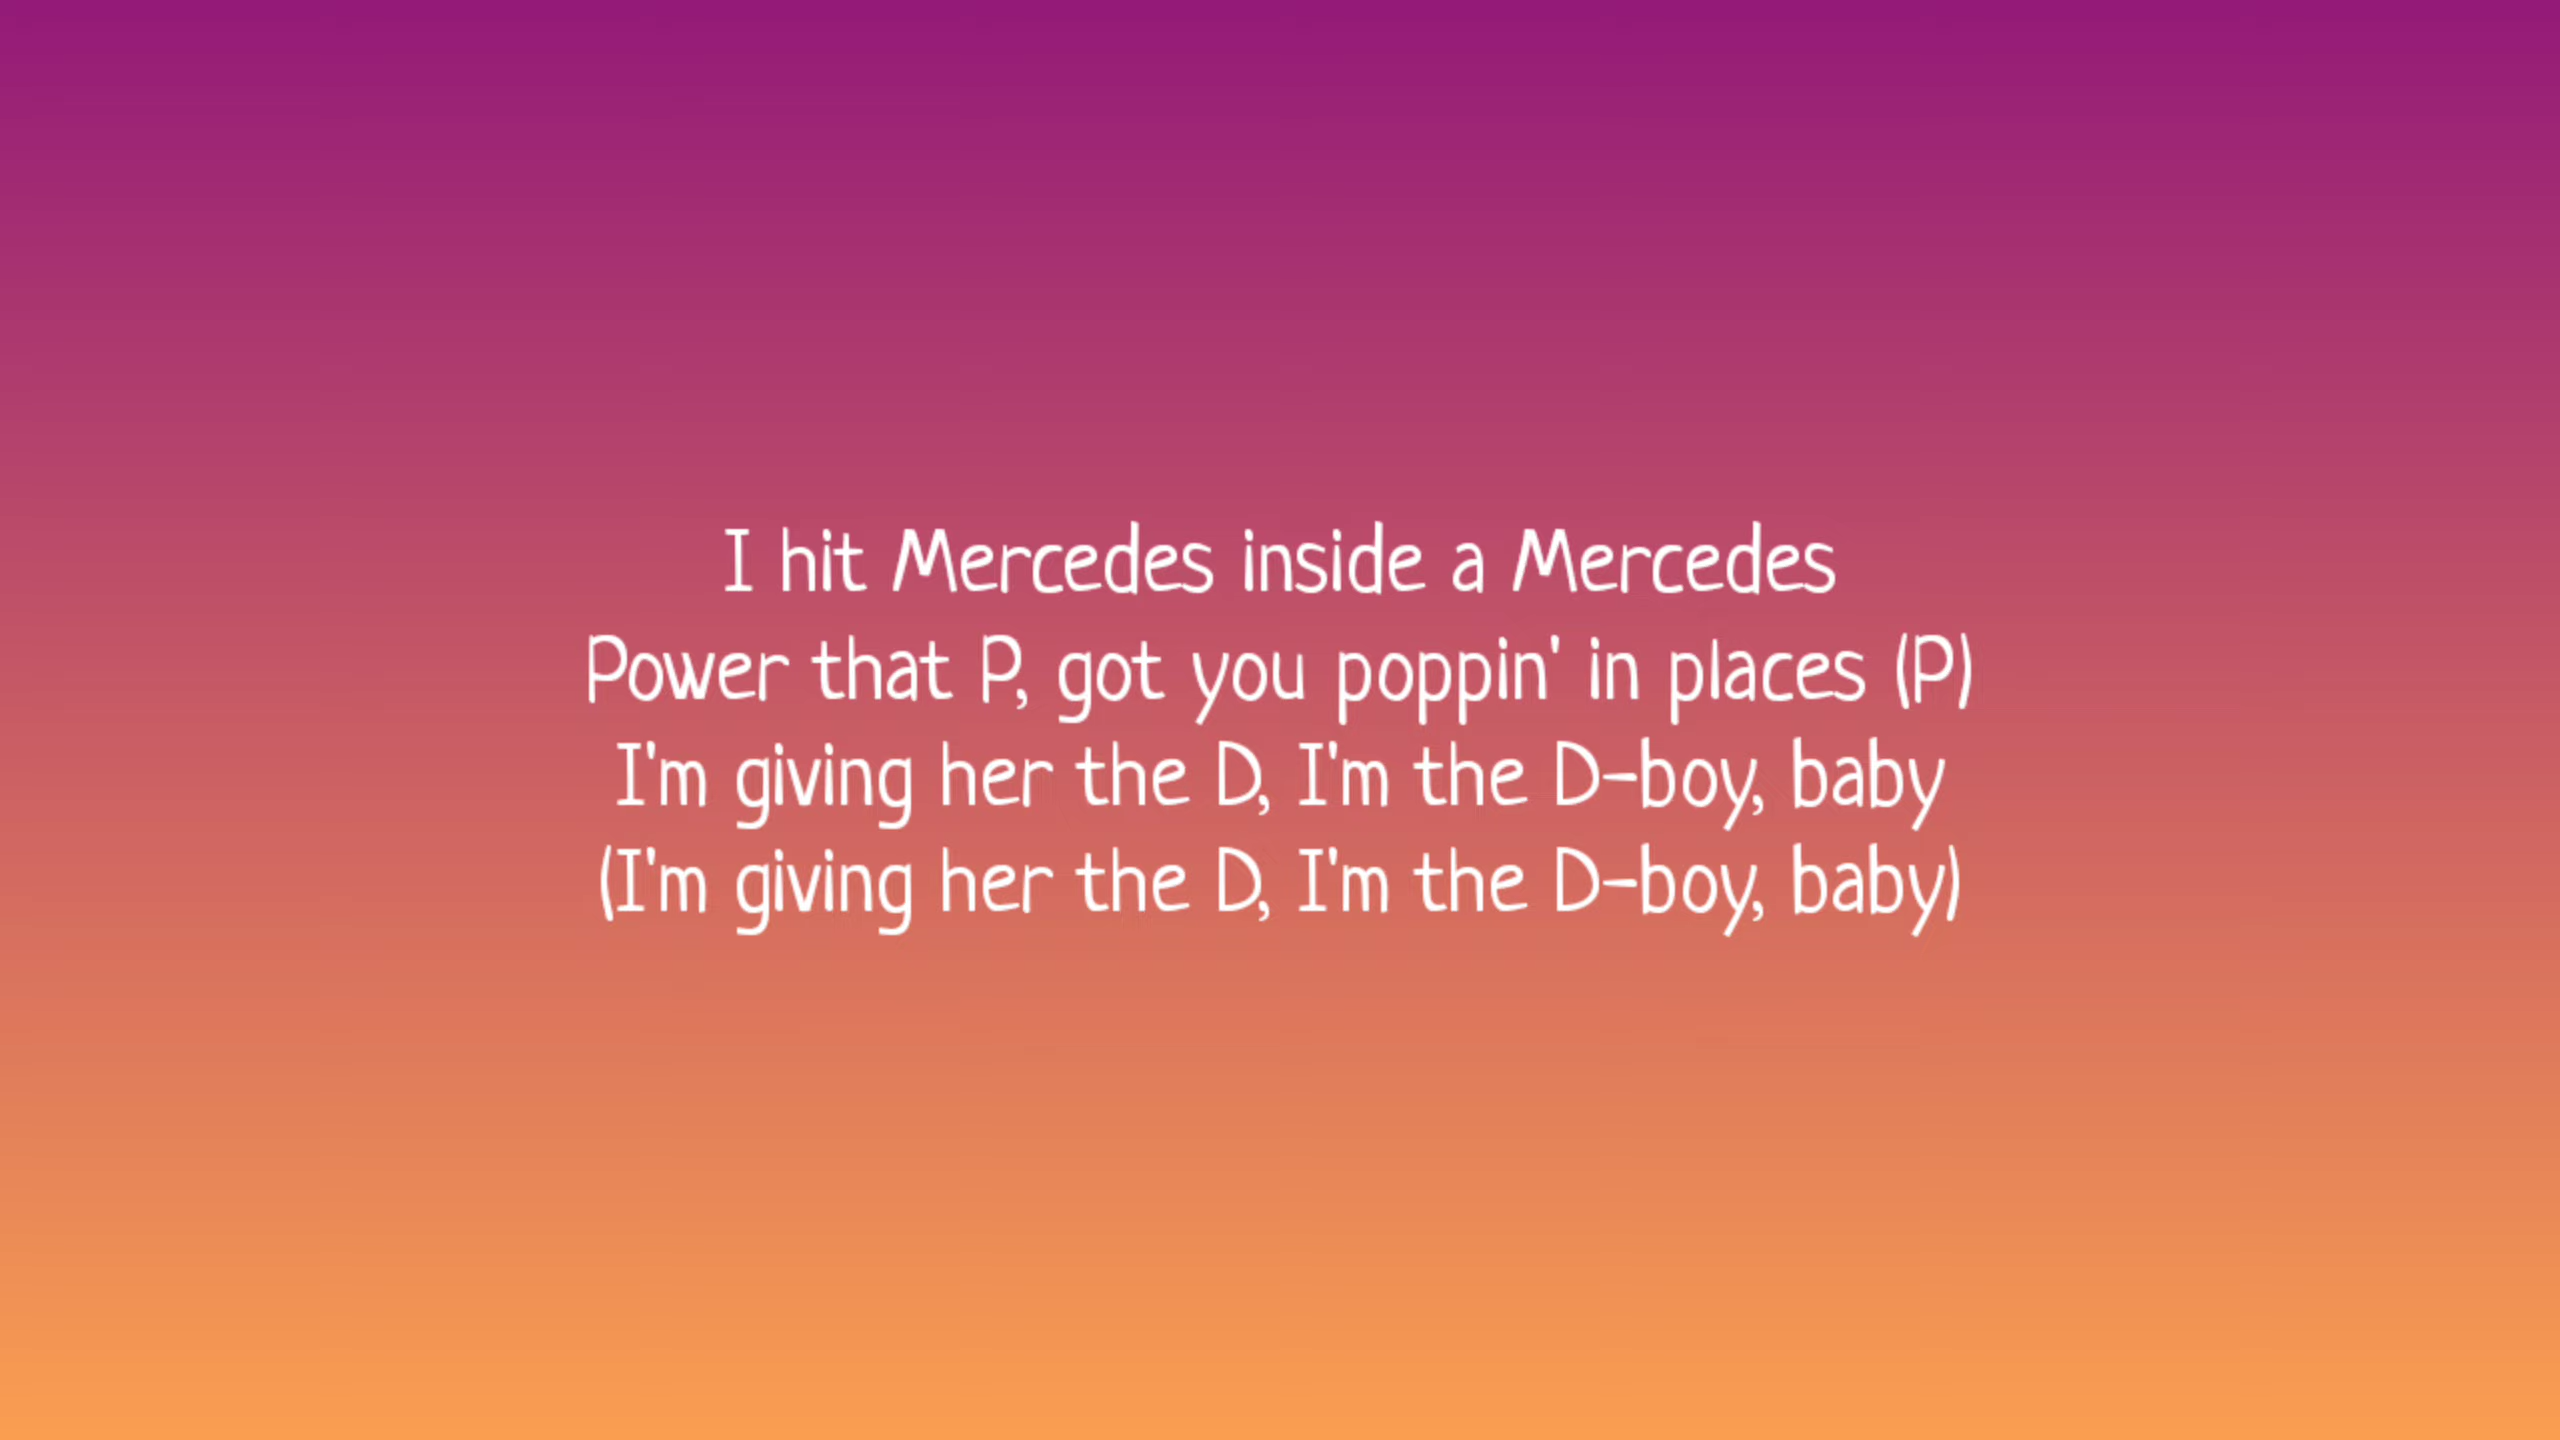 I hit Mercedes inside a Mercedes
Power that P, got you poppin' in places (P)
I'm giving her the D, I'm the D-boy, baby
(I'm giving her the D, I'm the D-boy, baby)